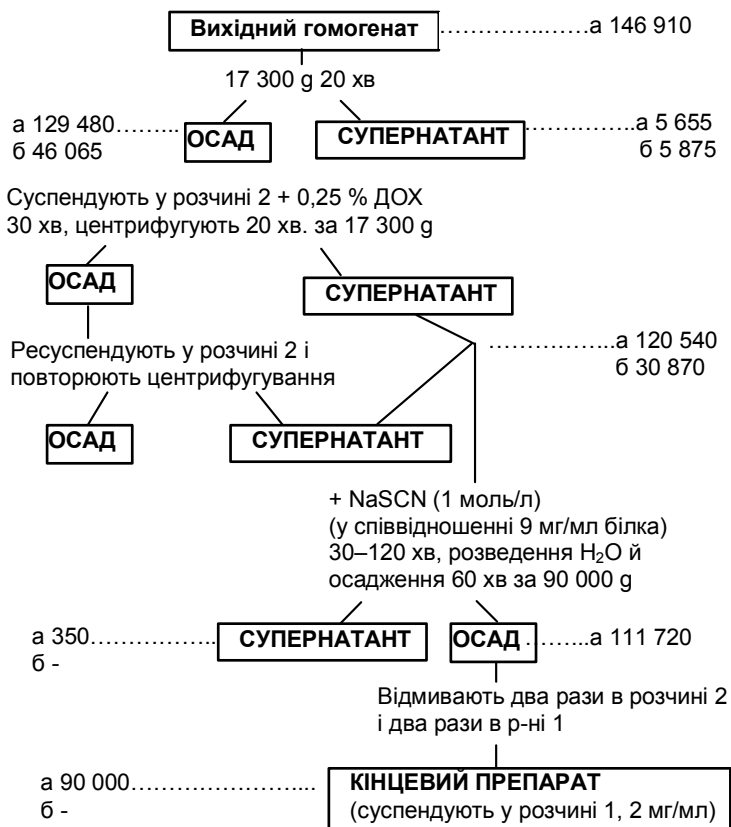 Вихідний гомогенат…………..……а 146 910
17 300 g 20 хв
а 129 480……...
б 46 065
ОСАД
СУПЕРНАТАНТ
………………..а 5 655
б 5 875
Суспендують у розчині 2 + 0,25 % ДОХ
30 хв, центрифугують 20 хв. за 17 300 g
ОСАД
СУПЕРНАТАНТ
……………..а 120 540
б 30 870
Ресуспендують у розчині 2 і
повторюють центрифугування
ОСАД
СУПЕРНАТАНТ
+ NaSCN (1 моль/л)
(у співвідношенні 9 мг/мл білка)
30–120 хв, розведення H₂O й
осадження 60 хв за 90 000 g
а 350……………..
б -
СУПЕРНАТАНТ
ОСАД ……...а 111 720
Відмивають два рази в розчині 2
і два рази в р-ні 1
а 90 000…………………....
б -
КІНЦЕВИЙ ПРЕПАРАТ
(суспендують у розчині 1, 2 мг/мл)